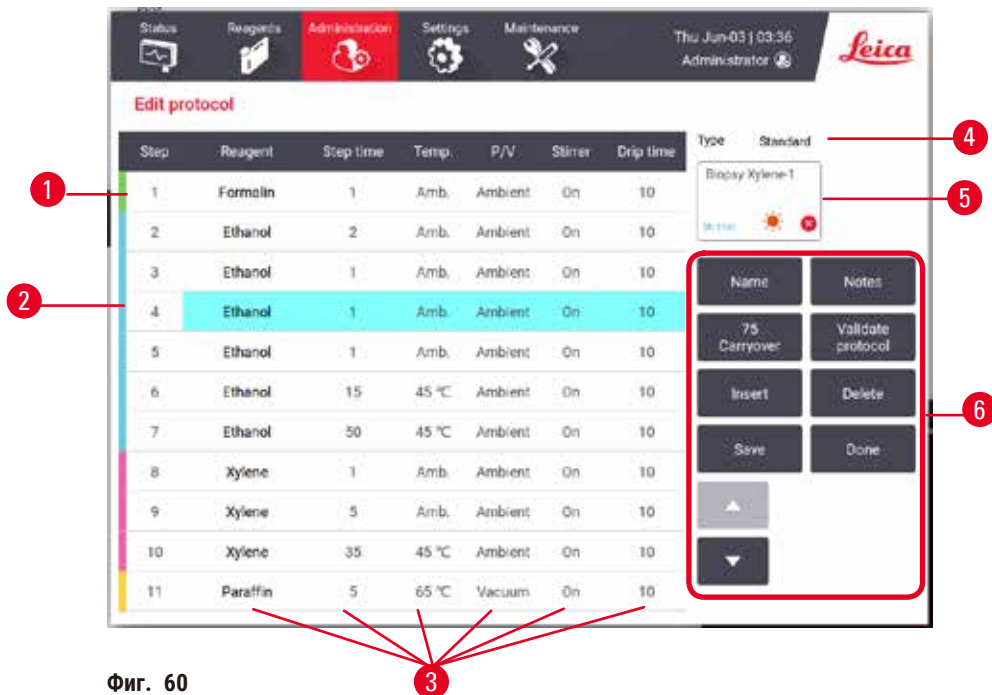 Status Reagents Administration Settings Maintenance
Thu Jun-03 | 03:36
Administrator
Leica
Edit protocol
Step Reagent Step time Temp. P/V Stirrer Drip time
1 Formalin 1 Amb. Ambient On 10
2 Ethanol 2 Amb. Ambient On 10
3 Ethanol 1 Amb. Ambient On 10
4 Ethanol 1 Amb. Ambient On 10
5 Ethanol 1 Amb. Ambient On 10
6 Ethanol 15 45 °C Ambient On 10
7 Ethanol 50 45 °C Ambient On 10
8 Xylene 1 Amb. Ambient On 10
9 Xylene 5 Amb. Ambient On 10
10 Xylene 35 45 °C Ambient On 10
11 Paraffin 5 65 °C Vacuum On 10
Type Standard
Biopsy Xylene-1
Name Notes
75
Carryover
Validate
protocol
Insert Delete
Save Done
1
2
3
4
5
6
Фиг. 60